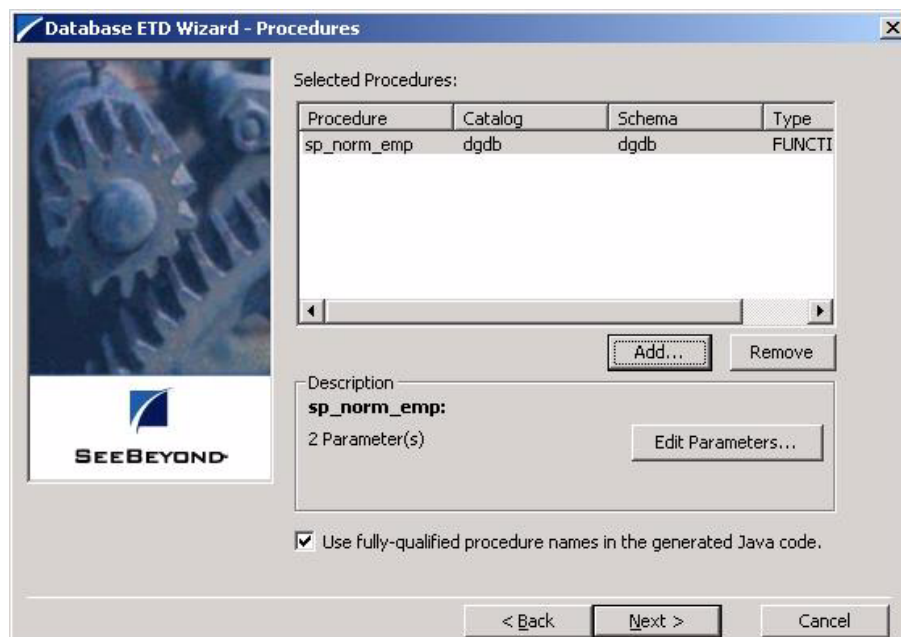 Database ETD Wizard - Procedures
Selected Procedures:
Procedure Catalog Schema Type
sp_norm_emp dgdb dgdb FUNCTI
Add... Remove
Description
sp_norm_emp:
2 Parameter(s)
Edit Parameters...
SEEBEYOND
Use fully-qualified procedure names in the generated Java code.
< Back Next > Cancel